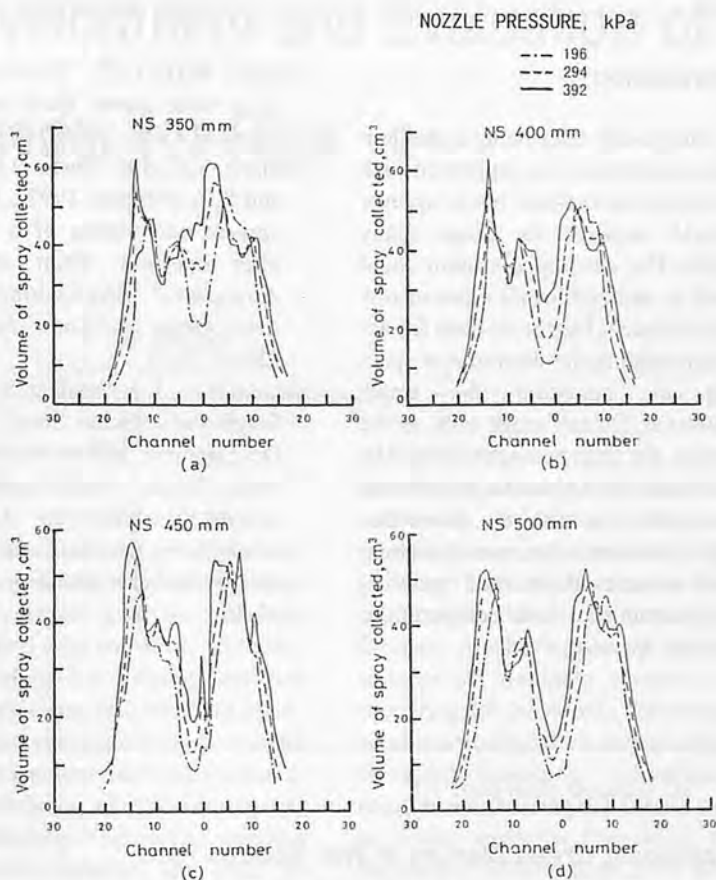 NOZZLE PRESSURE, kPa
196
294
392
NS 350 mm
Volume of spray collected, cm³
60
40
20
0
30 20 10 0 10 20 30
Channel number
(a)
NS 400 mm
Volume of spray collected, cm³
60
40
20
0
30 20 10 0 10 20 30
Channel number
(b)
NS 450 mm
Volume of spray collected, cm³
60
40
20
0
30 20 10 0 10 20 30
Channel number
(c)
NS 500 mm
Volume of spray collected, cm³
60
40
20
0
30 20 10 0 10 20 30
Channel number
(d)